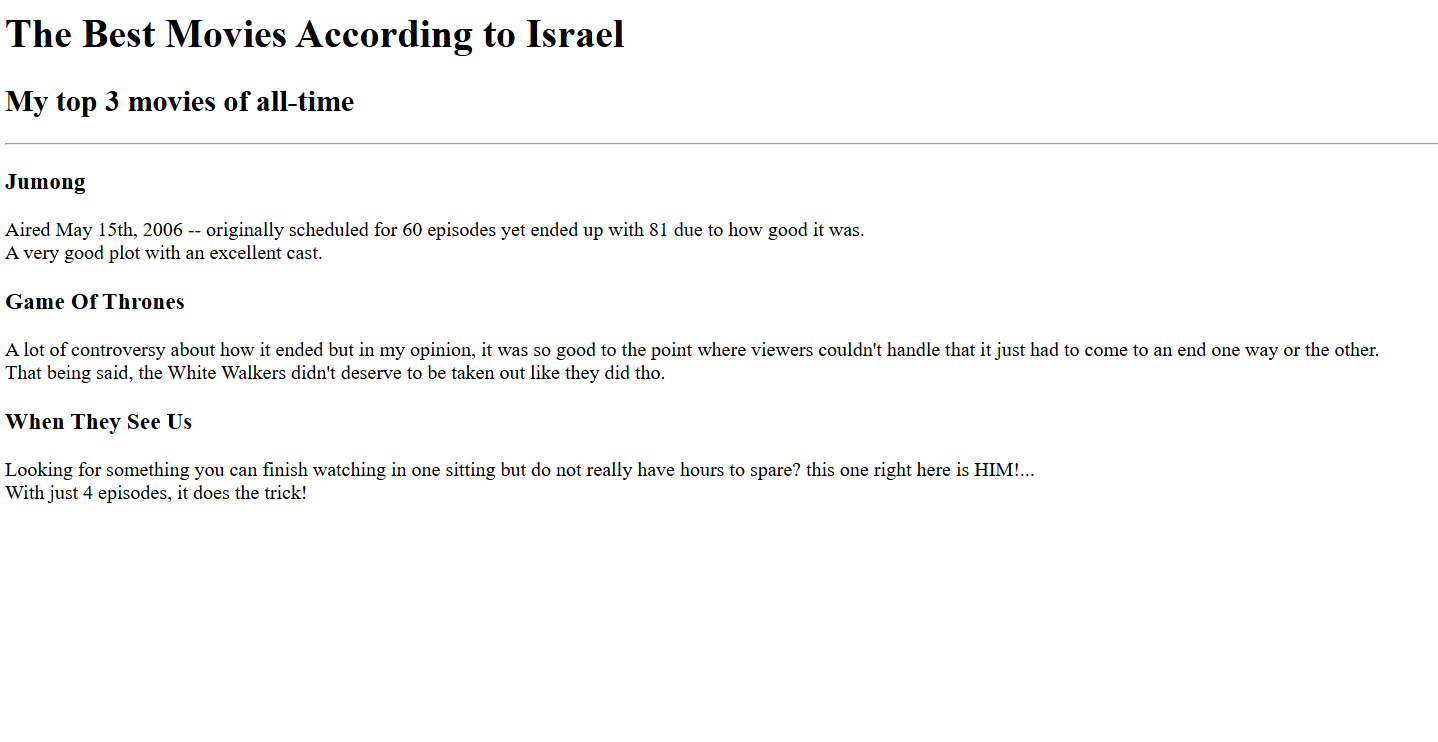 The Best Movies According to Israel
My top 3 movies of all-time
Jumong
Aired May 15th, 2006 -- originally scheduled for 60 episodes yet ended up with 81 due to how good it was.
A very good plot with an excellent cast.
Game Of Thrones
A lot of controversy about how it ended but in my opinion, it was so good to the point where viewers couldn't handle that it just had to come to an end one way or the other.
That being said, the White Walkers didn't deserve to be taken out like they did tho.
When They See Us
Looking for something you can finish watching in one sitting but do not really have hours to spare? this one right here is HIM!...
With just 4 episodes, it does the trick!